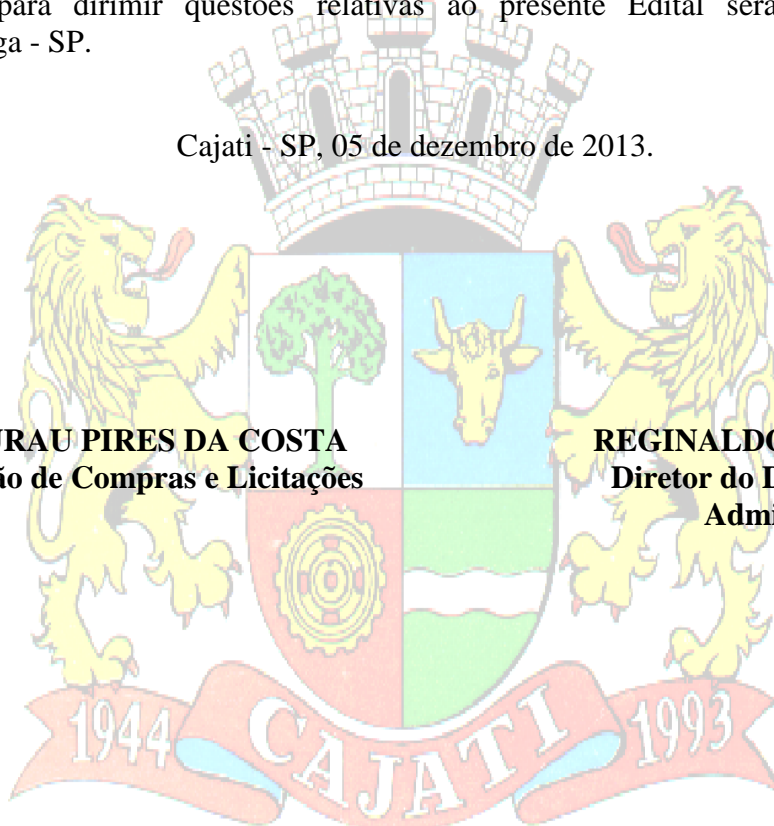 para dirimir questões relativas ao presente Edital será
ga - SP.
Cajati - SP, 05 de dezembro de 2013.
URAU PIRES DA COSTA
ão de Compras e Licitações
REGINALDO
Diretor do D
Admi
1944 CAJATI 1993